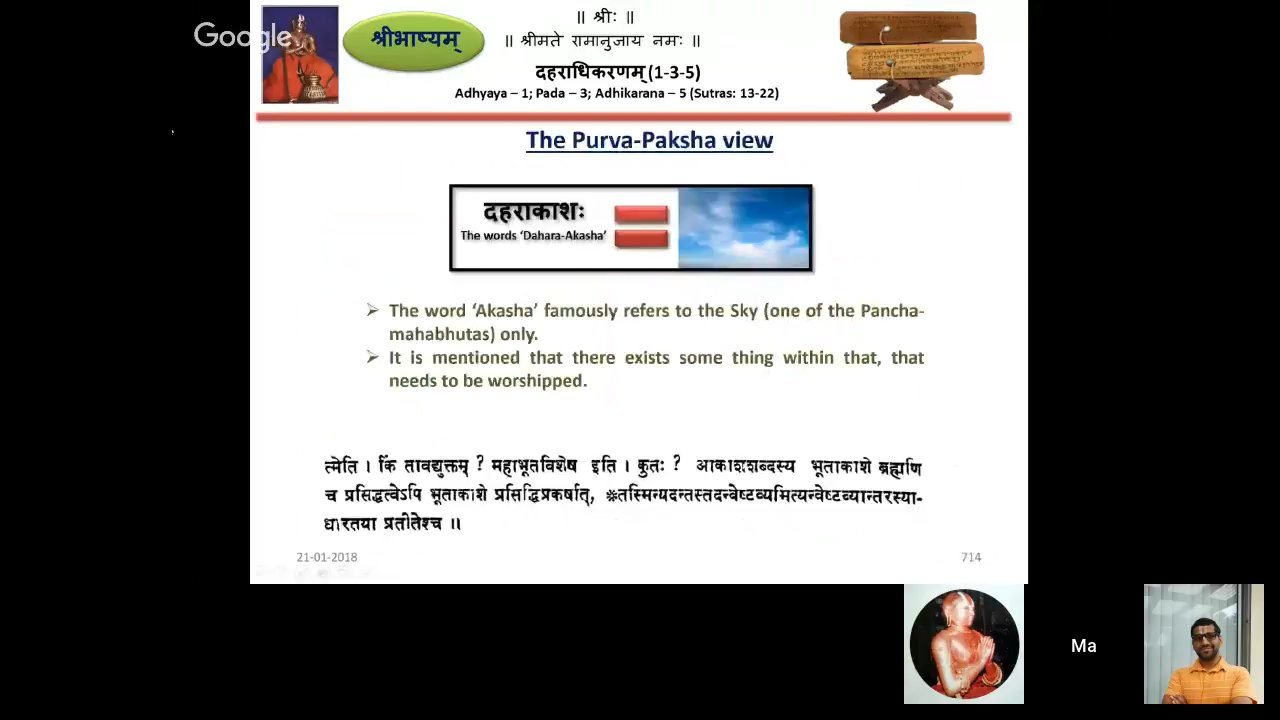 Google
श्रीभाष्यम्
॥ श्रीः ॥
॥ श्रीमते रामानुजाय नमः ॥
दहराधिकरणम् (1-3-5)
Adhyaya – 1; Pada – 3; Adhikarana – 5 (Sutras: 13-22)
The Purva-Paksha view
दहराकाशः
The words ‘Dahara-Akasha’
➢ The word ‘Akasha’ famously refers to the Sky (one of the Pancha-
mahabhutas) only.
➢ It is mentioned that there exists some thing within that, that
needs to be worshipped.
त्मेति । किं तावद्युक्तम् ? महाभूतविशेष इति । कुतः ? आकाशशब्दस्य भूताकाशे ब्रह्मणि
च प्रसिद्धत्वेऽपि भूताकाशे प्रसिद्धिप्रकर्षात्, ※तस्मिन्यदन्तस्तदन्वेष्टव्यमित्यन्वेष्टव्यान्तरस्या-
धारतया प्रतीतेश्च ॥
21-01-2018
714
Ma